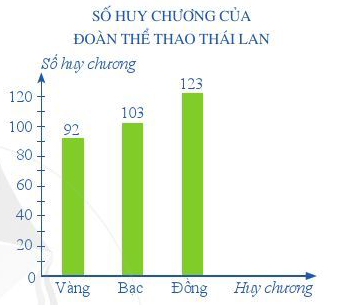 SỐ HUY CHƯƠNG CỦA
ĐOÀN THỂ THAO THÁI LAN
Số huy chương
123
120
103
100
92
80
60
40
20
0
Vàng Bạc Đồng Huy chương